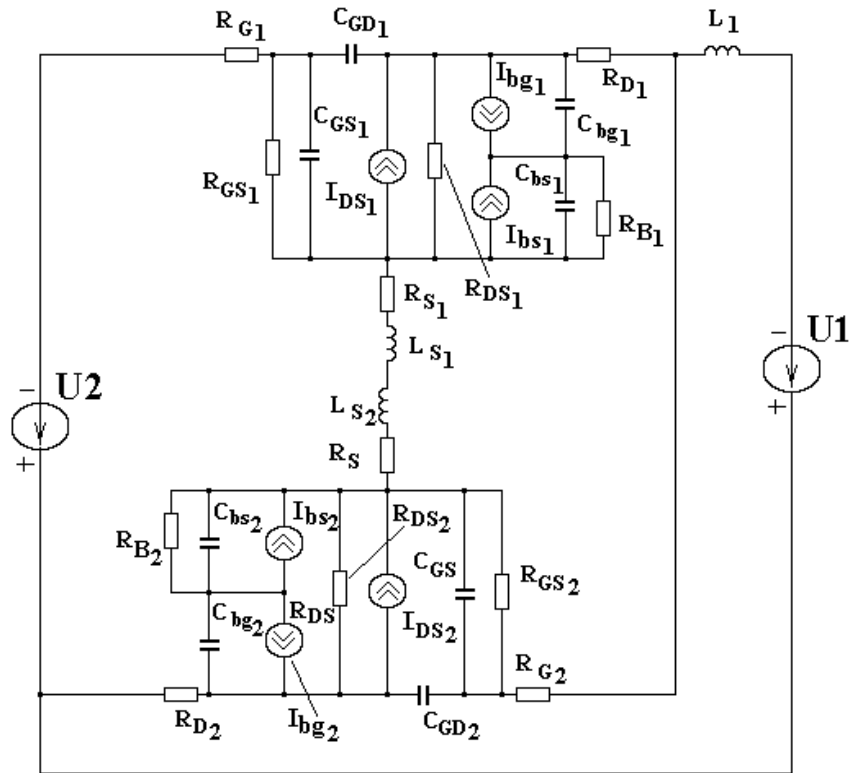 R G1
C GD1
L 1
I bg1
R D1
C GS1
C bg1
R GS1
I DS1
C bs1
I bs1
R B1
R DS1
R S1
L S1
U1
−
+
U2
−
+
L S2
R S
C bs2
I bs2
R DS2
R B2
C GS
R GS2
C bg2
R DS
I DS2
R G2
R D2
I bg2
C GD2